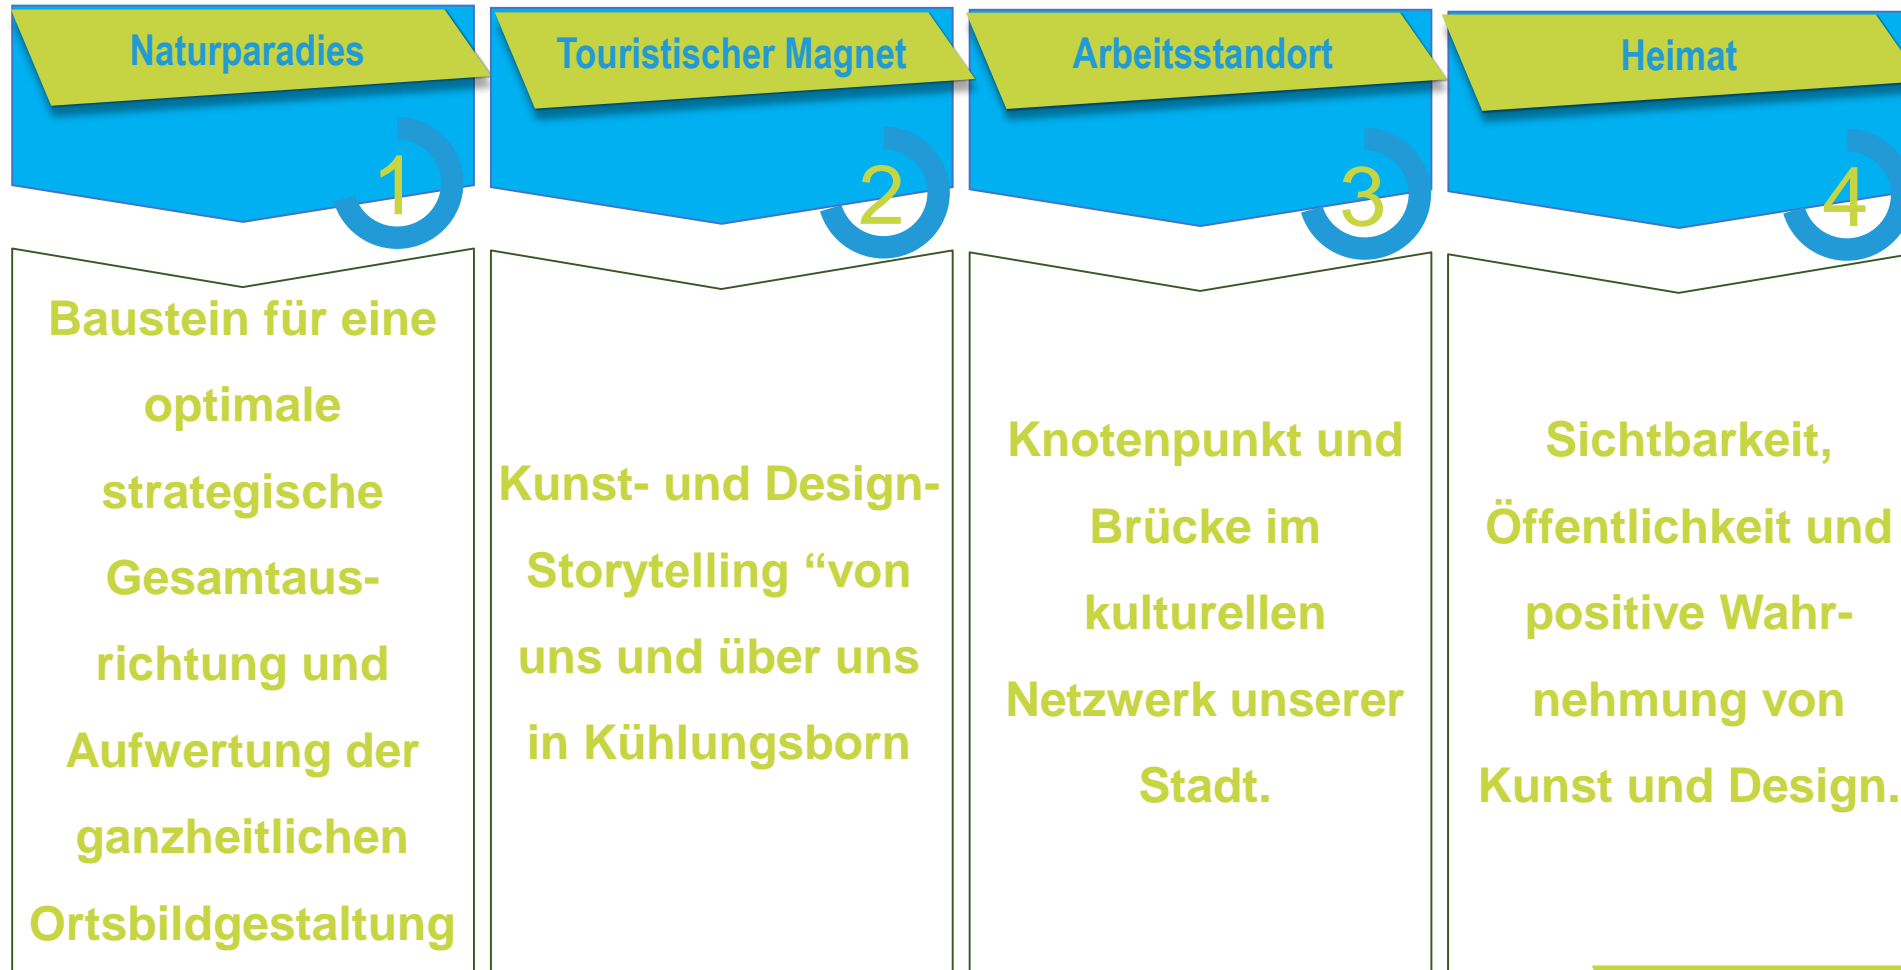 Naturparadies
1
Baustein für eine
optimale
strategische
Gesamtaus-
richtung und
Aufwertung der
ganzheitlichen
Ortsbildgestaltung
Touristischer Magnet
2
Kunst- und Design-
Storytelling “von
uns und über uns
in Kühlungsborn
Arbeitsstandort
3
Knotenpunkt und
Brücke im
kulturellen
Netzwerk unserer
Stadt.
Heimat
4
Sichtbarkeit,
Öffentlichkeit und
positive Wahr-
nehmung von
Kunst und Design.